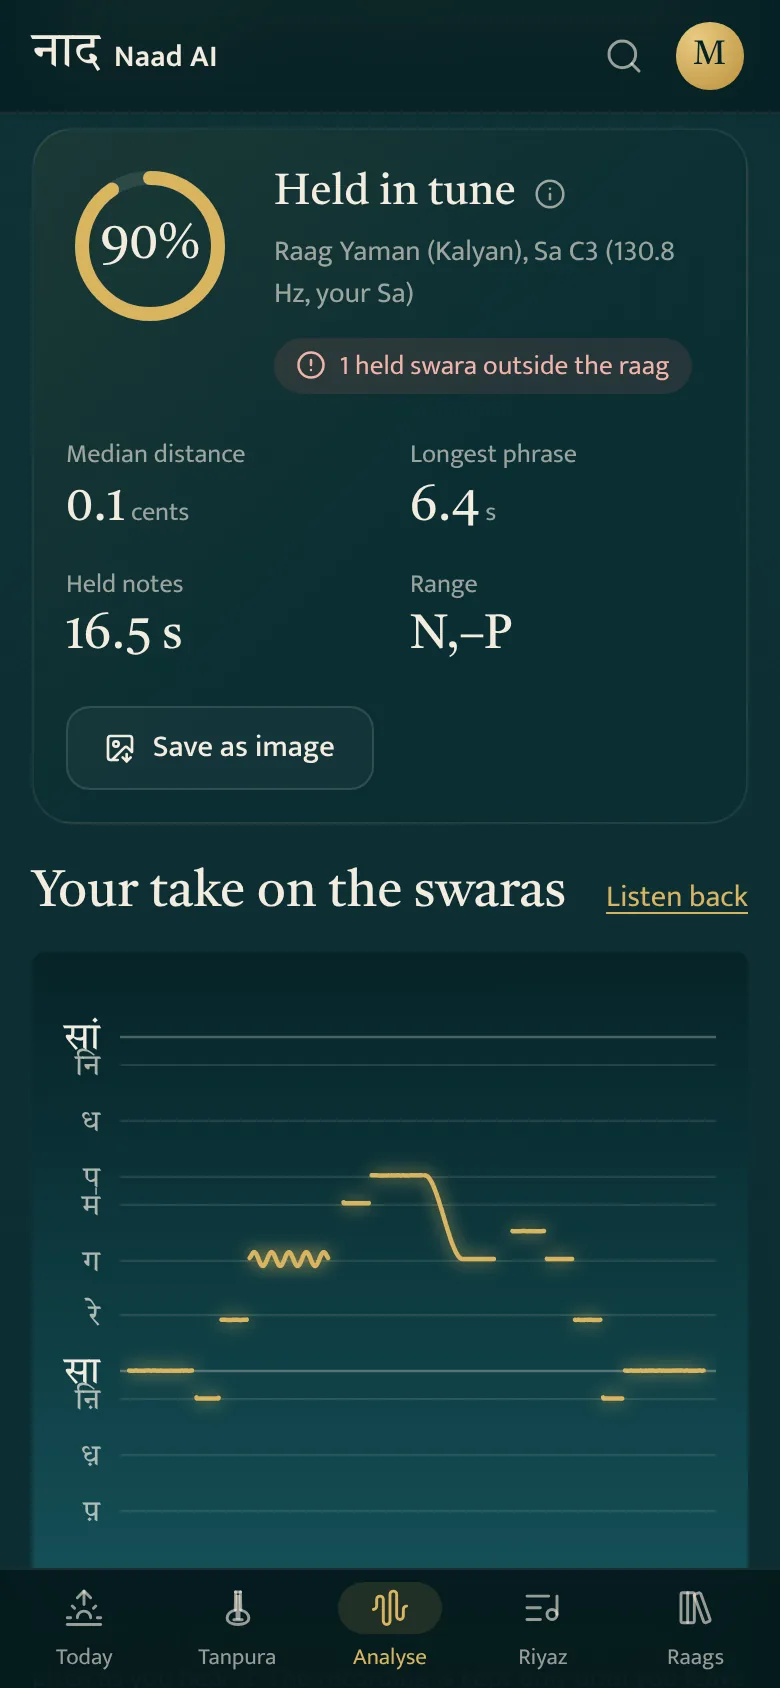 नाद Naad AI
M
90%
Held in tune
Raag Yaman (Kalyan), Sa C3 (130.8
Hz, your Sa)
1 held swara outside the raag
Median distance
Longest phrase
0.1 cents
6.4 s
Held notes
Range
16.5 s
N,–P
Save as image
Your take on the swaras
Listen back
सां
नि
ध
प
म॑
ग
रे
सा
ऩि
ध़
प़
Today
Tanpura
Analyse
Riyaz
Raags